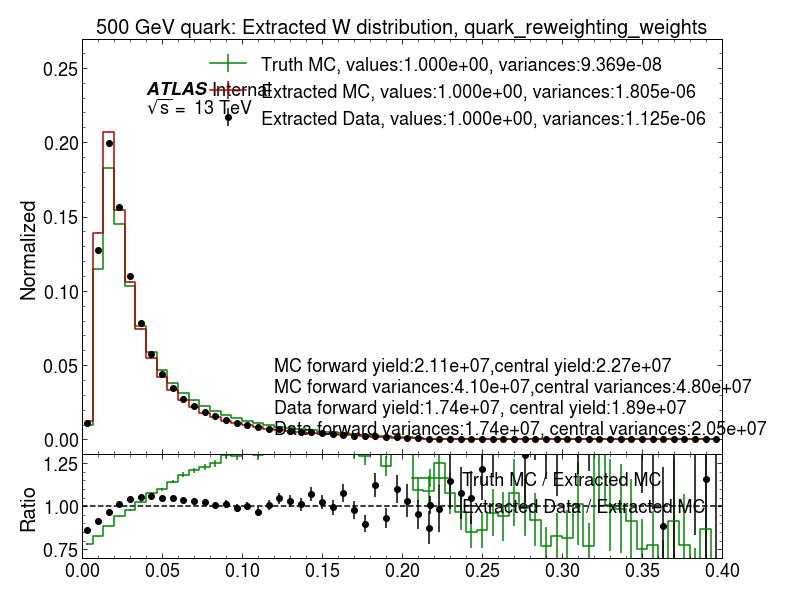 500 GeV quark: Extracted W distribution, quark_reweighting_weights
Truth MC, values:1.000e+00, variances:9.369e-08
ATLAS Internal
Extracted MC, values:1.000e+00, variances:1.805e-06
√s = 13 TeV
Extracted Data, values:1.000e+00, variances:1.125e-06
Normalized
0.25
0.20
0.15
0.10
0.05
0.00
MC forward yield:2.11e+07,central yield:2.27e+07
MC forward variances:4.10e+07,central variances:4.80e+07
Data forward yield:1.74e+07, central yield:1.89e+07
Data forward variances:1.74e+07, central variances:2.05e+07
Ratio
1.25
1.00
0.75
Truth MC / Extracted MC
Extracted Data / Extracted MC
0.00 0.05 0.10 0.15 0.20 0.25 0.30 0.35 0.40